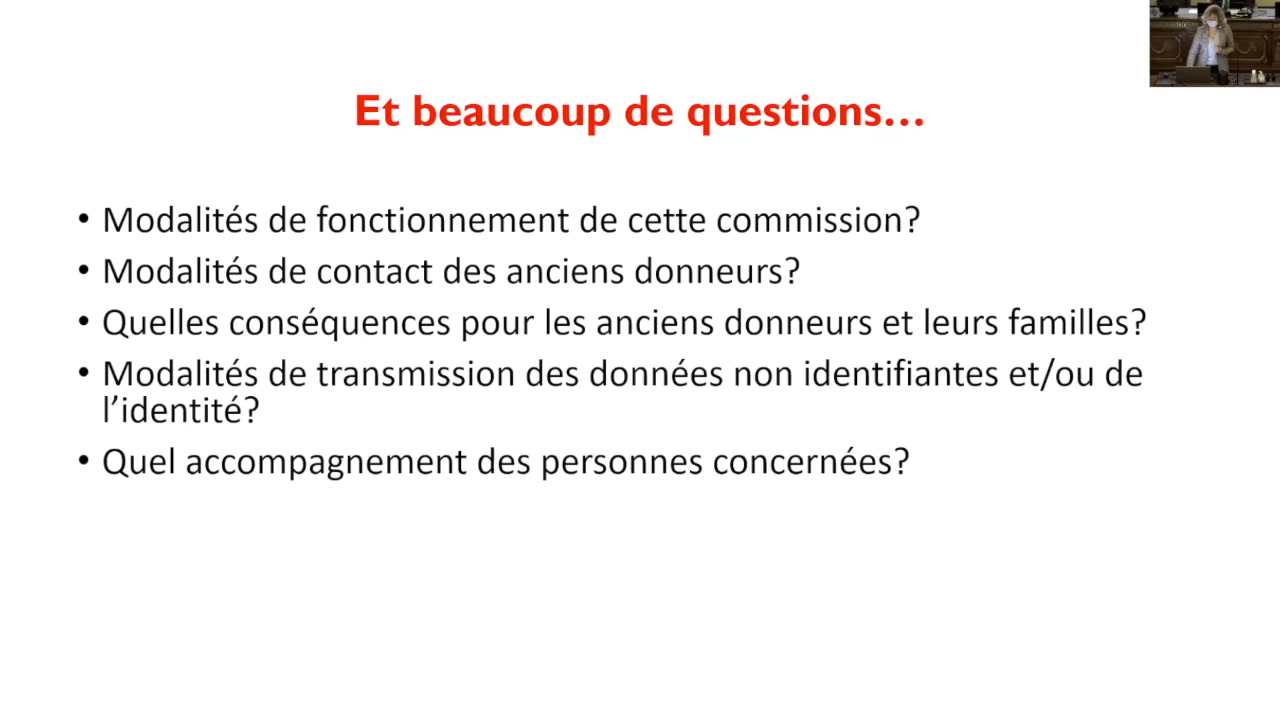 Et beaucoup de questions…
• Modalités de fonctionnement de cette commission?
• Modalités de contact des anciens donneurs?
• Quelles conséquences pour les anciens donneurs et leurs familles?
• Modalités de transmission des données non identifiantes et/ou de
l’identité?
• Quel accompagnement des personnes concernées?